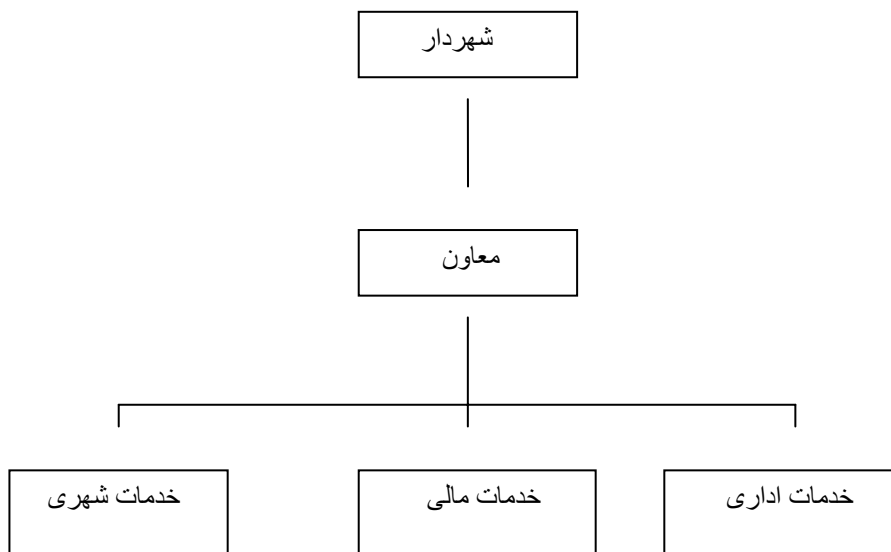 شهردار
معاون
خدمات اداری
خدمات مالی
خدمات شهری